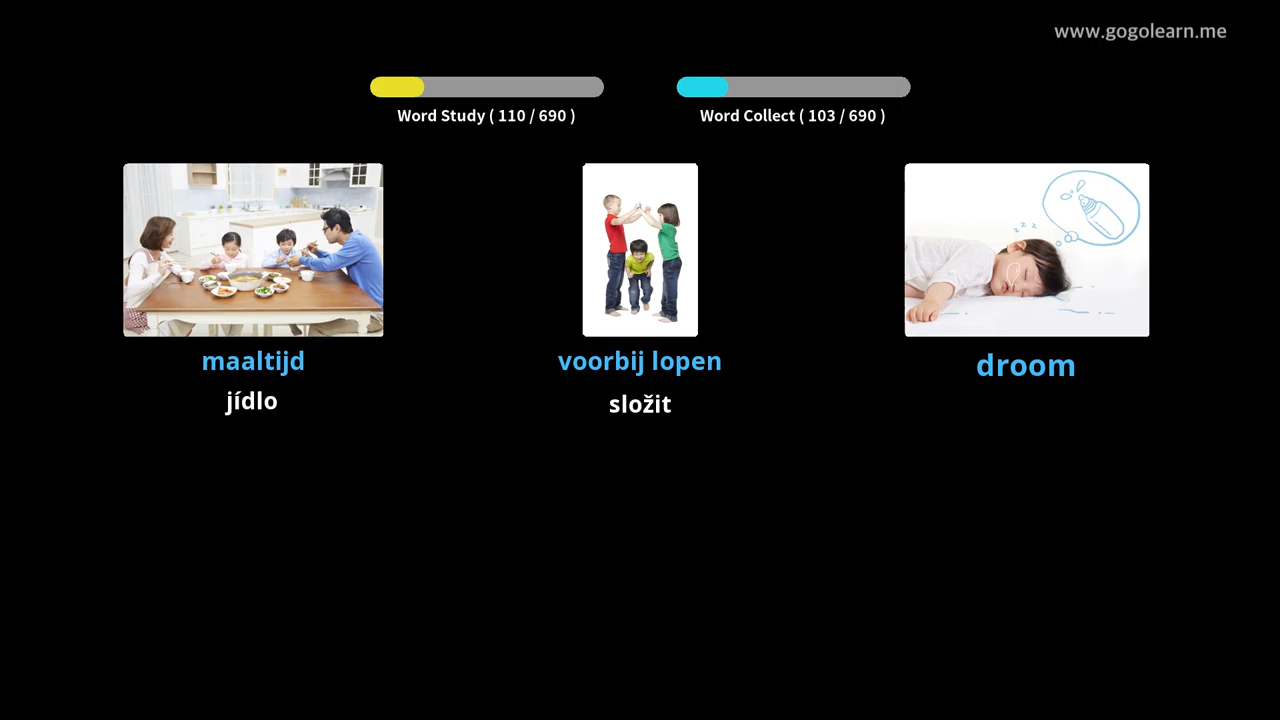 www.gogolearn.me
Word Study ( 110 / 690 )
Word Collect ( 103 / 690 )
maaltijd
jídlo
voorbij lopen
složit
droom
z z z